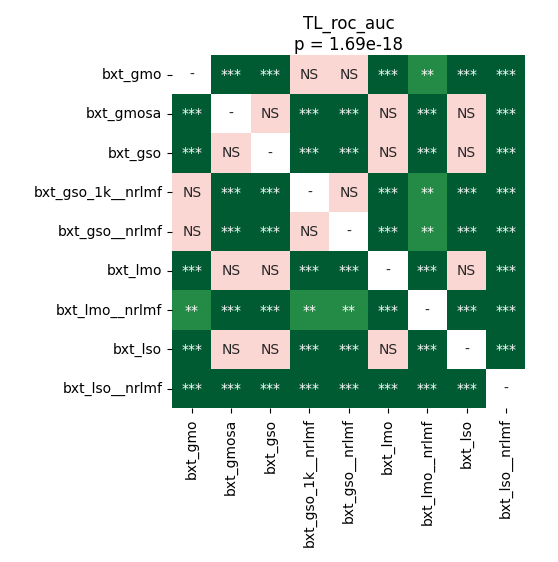 TL_roc_auc
p = 1.69e-18
bxt_gmo - *** *** NS NS *** ** *** ***
bxt_gmosa *** - NS *** *** NS *** NS ***
bxt_gso *** NS - *** *** NS *** NS ***
bxt_gso_1k__nrlmf NS *** *** - NS *** ** *** ***
bxt_gso__nrlmf NS *** *** NS - *** ** *** ***
bxt_lmo *** NS NS *** *** - *** NS ***
bxt_lmo__nrlmf ** *** *** ** ** *** - *** ***
bxt_lso *** NS NS *** *** NS *** - ***
bxt_lso__nrlmf *** *** *** *** *** *** *** *** -
bxt_gmo
bxt_gmosa
bxt_gso
bxt_gso_1k__nrlmf
bxt_gso__nrlmf
bxt_lmo
bxt_lmo__nrlmf
bxt_lso
bxt_lso__nrlmf